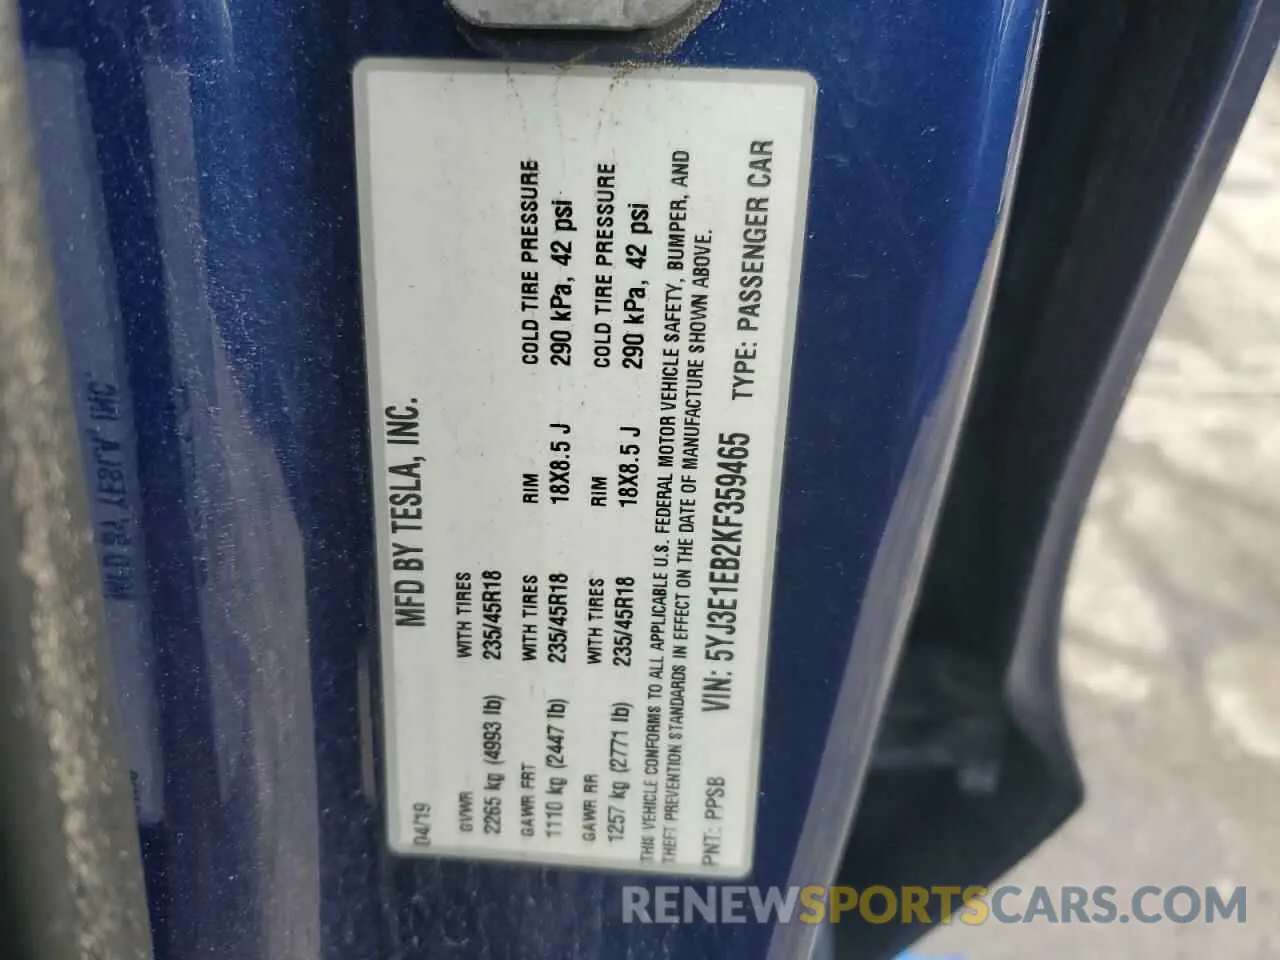 MFD BY TESLA, INC.
04/19
GVWR WITH TIRES
2265 kg (4993 lb) 235/45R18
GAWR FRT WITH TIRES RIM COLD TIRE PRESSURE
1110 kg (2447 lb) 235/45R18 18X8.5 J 290 kPa, 42 psi
GAWR RR WITH TIRES RIM COLD TIRE PRESSURE
1257 kg (2771 lb) 235/45R18 18X8.5 J 290 kPa, 42 psi
THIS VEHICLE CONFORMS TO ALL APPLICABLE U.S. FEDERAL MOTOR VEHICLE SAFETY, BUMPER, AND
THEFT PREVENTION STANDARDS IN EFFECT ON THE DATE OF MANUFACTURE SHOWN ABOVE.
PNT: PPSB VIN: 5YJ3E1EB2KF359465 TYPE: PASSENGER CAR
RENEWSPORTSCARS.COM